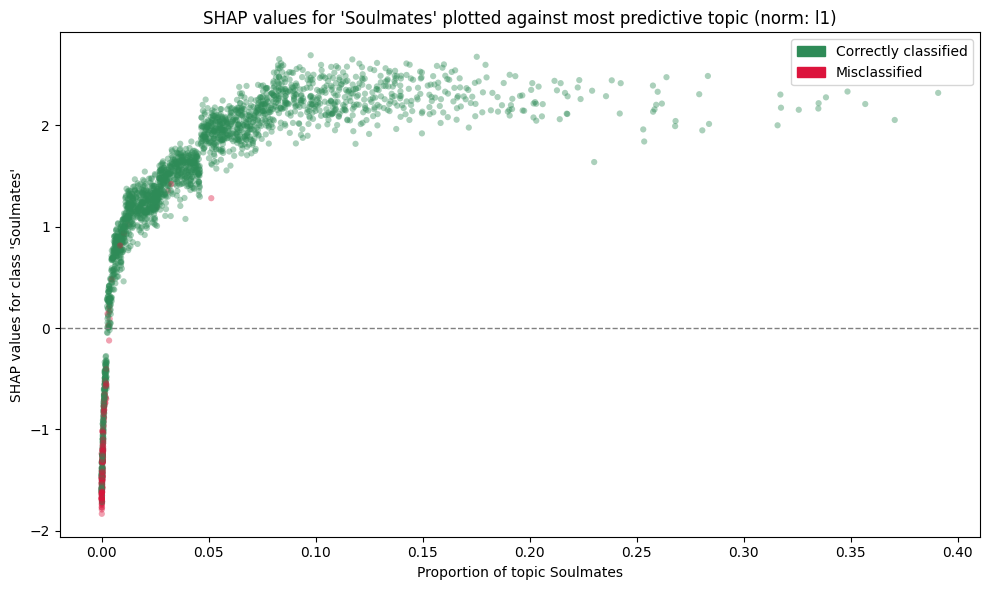 SHAP values for 'Soulmates' plotted against most predictive topic (norm: l1)
Correctly classified
Misclassified
SHAP values for class 'Soulmates'
2
1
0
−1
−2
0.00 0.05 0.10 0.15 0.20 0.25 0.30 0.35 0.40
Proportion of topic Soulmates